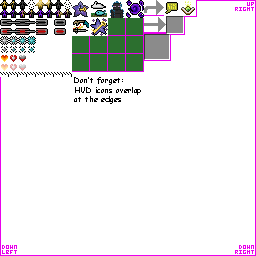 UP
RIGHT
Don't forget:
HUD icons overlap
at the edges
DOWN
LEFT
DOWN
RIGHT